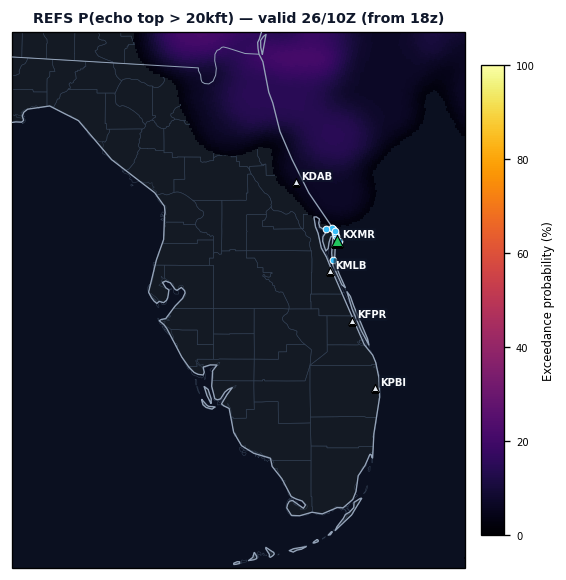 REFS P(echo top > 20kft) — valid 26/10Z (from 18z)
KDAB
KXMR
KMLB
KFPR
KPBI
100
80
60
40
20
0
Exceedance probability (%)